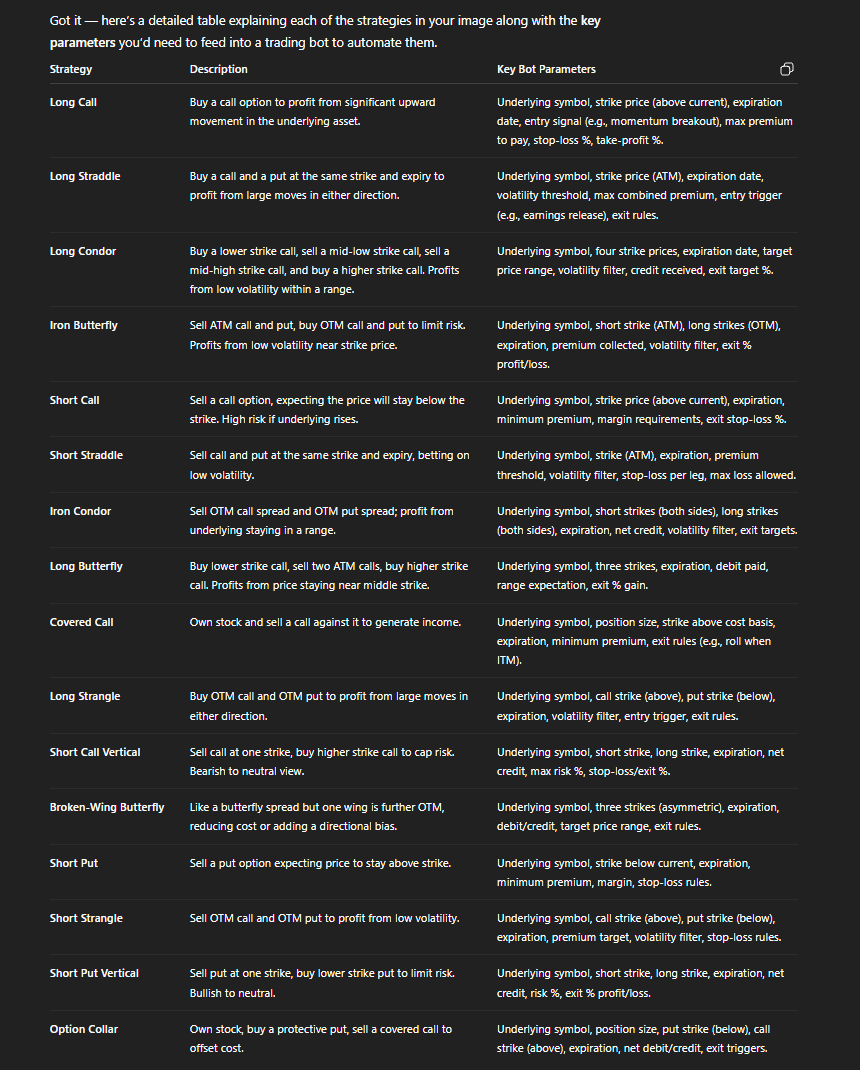 Got it — here's a detailed table explaining each of the strategies in your image along with the key
parameters you'd need to feed into a trading bot to automate them.
Strategy Description Key Bot Parameters
Long Call
Buy a call option to profit from significant upward
movement in the underlying asset.
Underlying symbol, strike price (above current), expiration
date, entry signal (e.g., momentum breakout), max premium
to pay, stop-loss %, take-profit %.
Long Straddle
Buy a call and a put at the same strike and expiry to
profit from large moves in either direction.
Underlying symbol, strike price (ATM), expiration date,
volatility threshold, max combined premium, entry trigger
(e.g., earnings release), exit rules.
Long Condor
Buy a lower strike call, sell a mid-low strike call, sell a
mid-high strike call, and buy a higher strike call. Profits
from low volatility within a range.
Underlying symbol, four strike prices, expiration date, target
price range, volatility filter, credit received, exit target %.
Iron Butterfly
Sell ATM call and put, buy OTM call and put to limit risk.
Profits from low volatility near strike price.
Underlying symbol, short strike (ATM), long strikes (OTM),
expiration, premium collected, volatility filter, exit %
profit/loss.
Short Call
Sell a call option, expecting the price will stay below the
strike. High risk if underlying rises.
Underlying symbol, strike price (above current), expiration,
minimum premium, margin requirements, exit stop-loss %.
Short Straddle
Sell call and put at the same strike and expiry, betting on
low volatility.
Underlying symbol, strike (ATM), expiration, premium
threshold, volatility filter, stop-loss per leg, max loss allowed.
Iron Condor
Sell OTM call spread and OTM put spread; profit from
underlying staying in a range.
Underlying symbol, short strikes (both sides), long strikes
(both sides), expiration, net credit, volatility filter, exit targets.
Long Butterfly
Buy lower strike call, sell two ATM calls, buy higher strike
call. Profits from price staying near middle strike.
Underlying symbol, three strikes, expiration, debit paid,
range expectation, exit % gain.
Covered Call
Own stock and sell a call against it to generate income.
Underlying symbol, position size, strike above cost basis,
expiration, minimum premium, exit rules (e.g., roll when
ITM).
Long Strangle
Buy OTM call and OTM put to profit from large moves in
either direction.
Underlying symbol, call strike (above), put strike (below),
expiration, volatility filter, entry trigger, exit rules.
Short Call Vertical
Sell call at one strike, buy higher strike call to cap risk.
Bearish to neutral view.
Underlying symbol, short strike, long strike, expiration, net
credit, max risk %, stop-loss/exit %.
Broken-Wing Butterfly
Like a butterfly spread but one wing is further OTM,
reducing cost or adding a directional bias.
Underlying symbol, three strikes (asymmetric), expiration,
debit/credit, target price range, exit rules.
Short Put
Sell a put option expecting price to stay above strike.
Underlying symbol, strike below current, expiration,
minimum premium, margin, stop-loss rules.
Short Strangle
Sell OTM call and OTM put to profit from low volatility.
Underlying symbol, call strike (above), put strike (below),
expiration, premium target, volatility filter, stop-loss rules.
Short Put Vertical
Sell put at one strike, buy lower strike put to limit risk.
Bullish to neutral.
Underlying symbol, short strike, long strike, expiration, net
credit, risk %, exit % profit/loss.
Option Collar
Own stock, buy a protective put, sell a covered call to
offset cost.
Underlying symbol, position size, put strike (below), call
strike (above), expiration, net debit/credit, exit triggers.